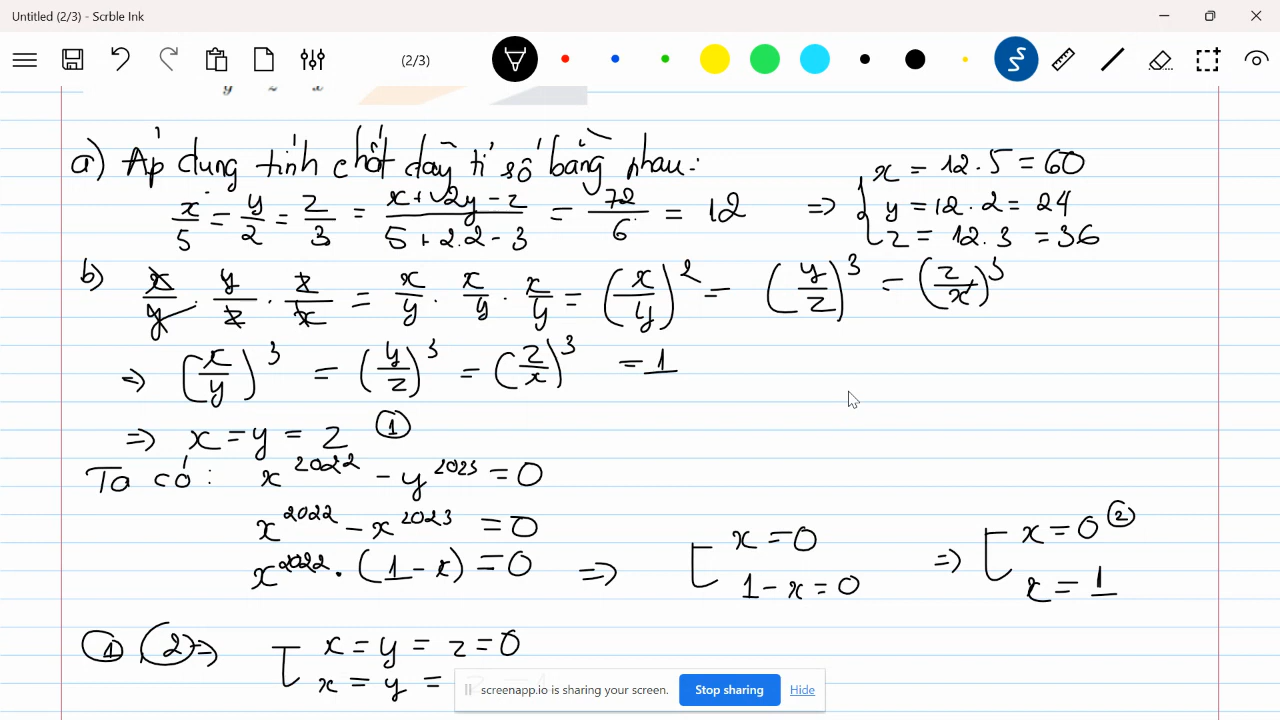 Untitled (2/3) - Scrble Ink
(2/3)
y z x
a) Áp dụng tính chất dãy tỉ số bằng nhau:
x/5 = y/2 = z/3 = (x + 2y - z)/(5 + 2.2 - 3) = 72/6 = 12 => { x = 12.5 = 60
y = 12.2 = 24
z = 12.3 = 36
b) x/y . y/z . z/x = x/y . x/y . x/y = (x/y)^2 = (y/z)^3 = (z/x)^3
=> (x/y)^3 = (y/z)^3 = (z/x)^3 = 1
=> x = y = z ①
Ta có: x^2022 - y^2023 = 0
x^2022 - x^2023 = 0
x^2022 . (1 - x) = 0 => [ x = 0
1 - x = 0
=> [ x = 0 ②
x = 1
① , ② => [ x = y = z = 0
x = y =
screenapp.io is sharing your screen. Stop sharing Hide